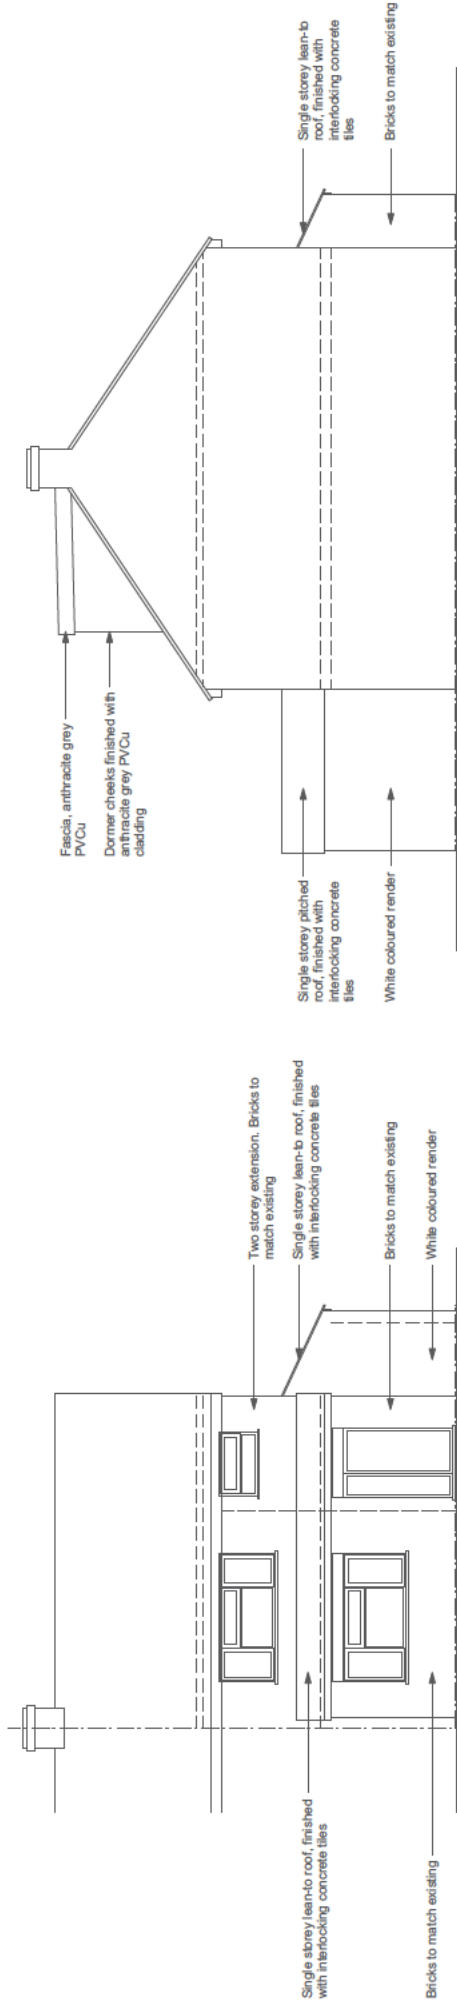 Single storey lean-to roof, finished
with interlocking concrete tiles
Bricks to match existing
Two storey extension. Bricks to
match existing
Single storey lean-to roof, finished
with interlocking concrete tiles
Bricks to match existing
White coloured render
Fascia, anthracite grey
PVCu
Dormer cheeks finished with
anthracite grey PVCu
cladding
Single storey pitched
roof, finished with
interlocking concrete
tiles
White coloured render
Single storey lean-to
roof, finished with
interlocking concrete
tiles
Bricks to match existing